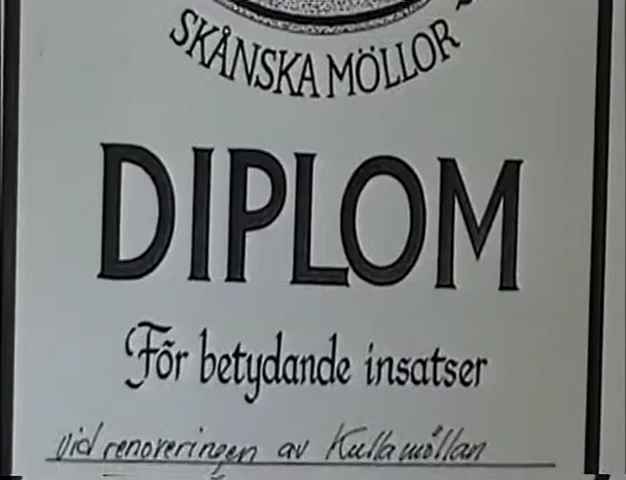 SKÅNSKA MÖLLOR
DIPLOM
För betydande insatser
vid renoveringen av Kullamöllan